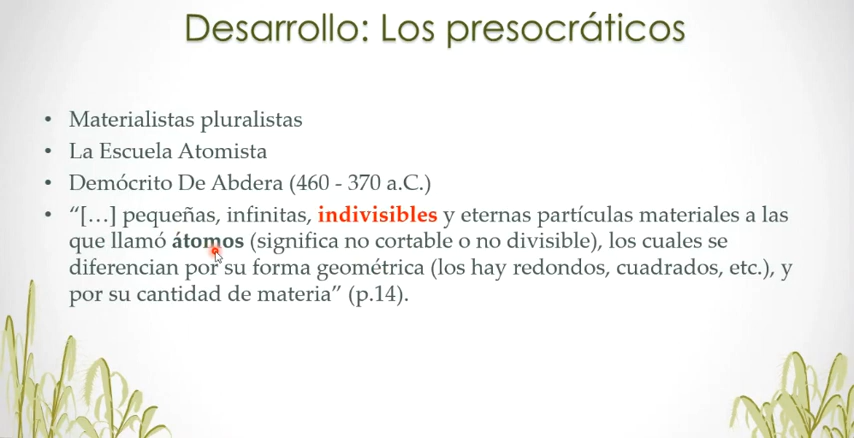 Desarrollo: Los presocráticos
• Materialistas pluralistas
• La Escuela Atomista
• Demócrito De Abdera (460 - 370 a.C.)
• “[…] pequeñas, infinitas, indivisibles y eternas partículas materiales a las
que llamó átomos (significa no cortable o no divisible), los cuales se
diferencian por su forma geométrica (los hay redondos, cuadrados, etc.), y
por su cantidad de materia” (p.14).